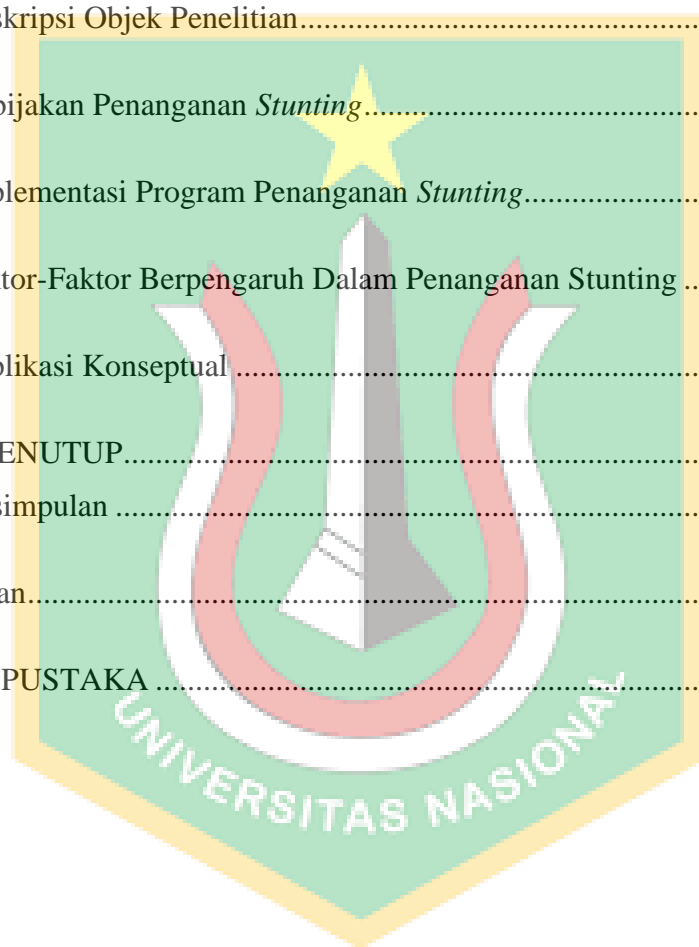 skripsi Objek Penelitian...............................................................
bijakan Penanganan Stunting.....................................................
plementasi Program Penanganan Stunting...........................
tor-Faktor Berpengaruh Dalam Penanganan Stunting ..
plikasi Konseptual ......................................................................
ENUTUP.......................................................................................
simpulan .......................................................................................
an..................................................................................................
PUSTAKA ...................................................................................
UNIVERSITAS NASIONAL